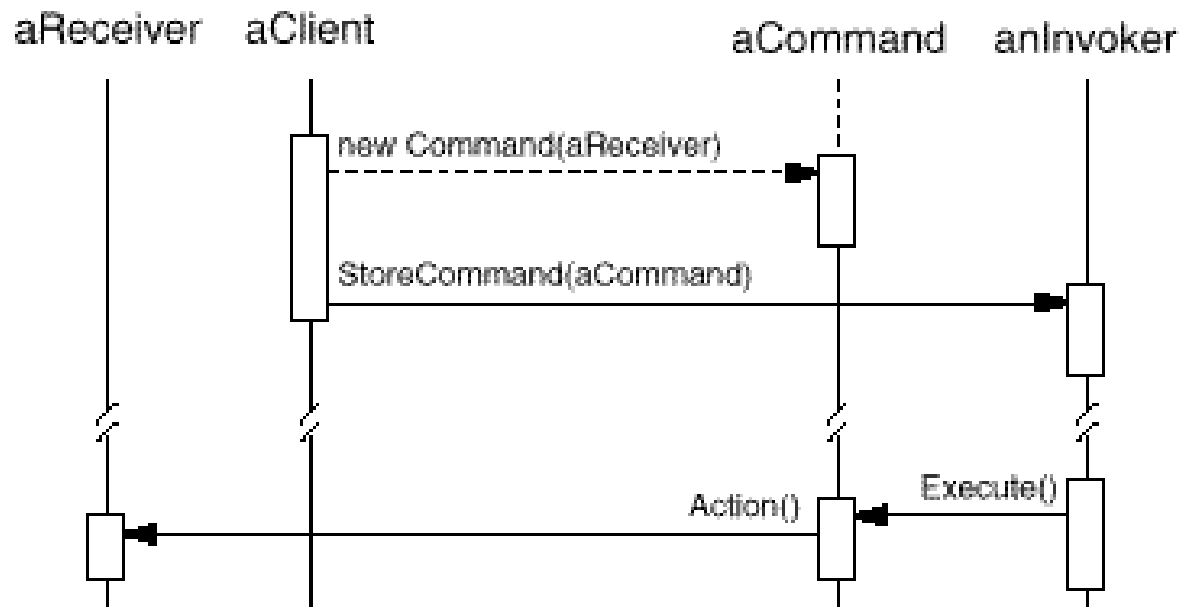 aReceiver
aClient
aCommand
anInvoker
new Command(aReceiver)
StoreCommand(aCommand)
Execute()
Action()